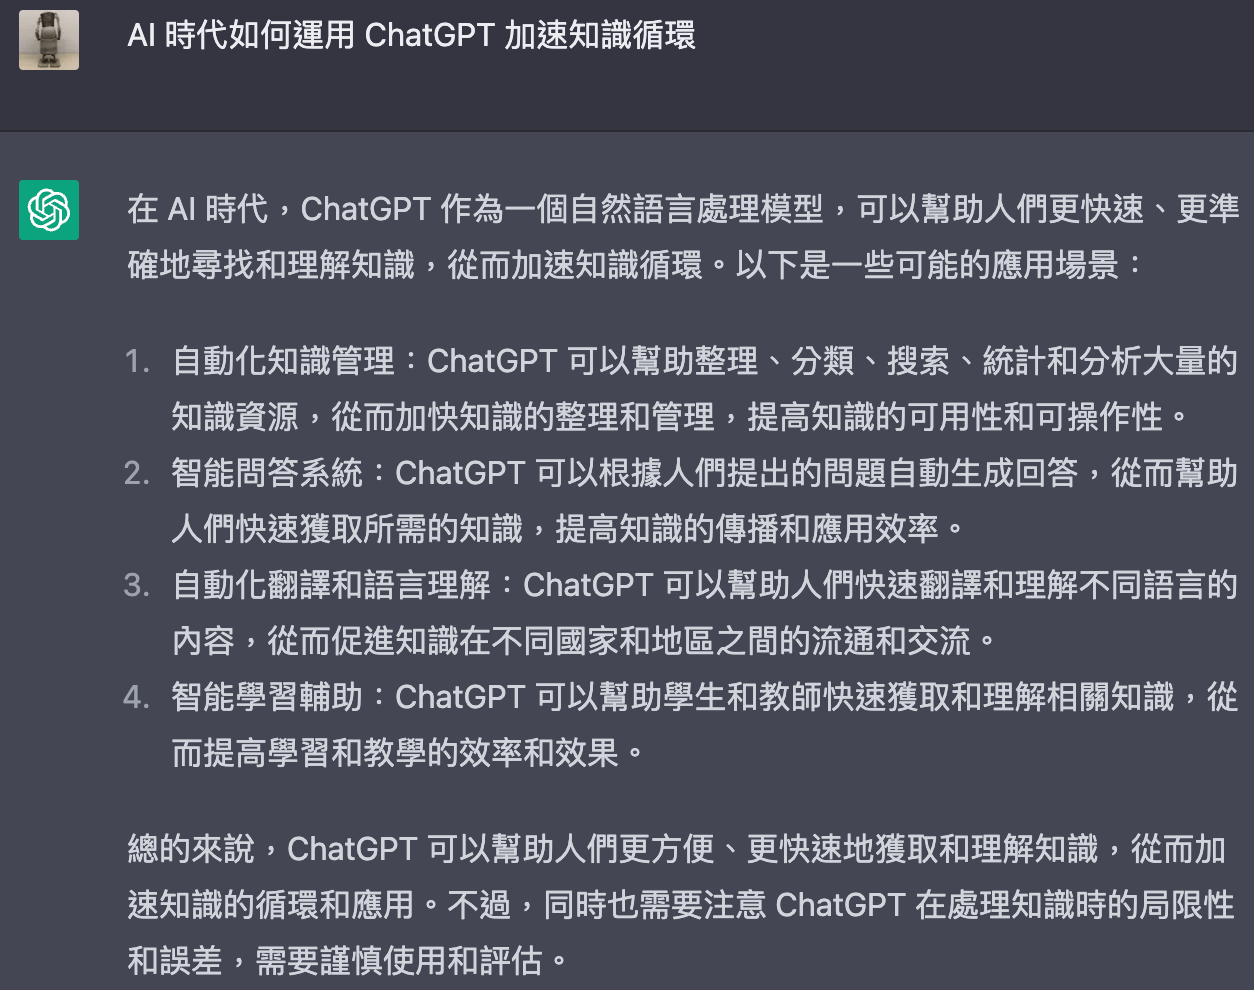 AI 時代如何運用 ChatGPT 加速知識循環
在 AI 時代，ChatGPT 作為一個自然語言處理模型，可以幫助人們更快速、更準
確地尋找和理解知識，從而加速知識循環。以下是一些可能的應用場景：
1. 自動化知識管理：ChatGPT 可以幫助整理、分類、搜索、統計和分析大量的
知識資源，從而加快知識的整理和管理，提高知識的可用性和可操作性。
2. 智能問答系統：ChatGPT 可以根據人們提出的問題自動生成回答，從而幫助
人們快速獲取所需的知識，提高知識的傳播和應用效率。
3. 自動化翻譯和語言理解：ChatGPT 可以幫助人們快速翻譯和理解不同語言的
內容，從而促進知識在不同國家和地區之間的流通和交流。
4. 智能學習輔助：ChatGPT 可以幫助學生和教師快速獲取和理解相關知識，從
而提高學習和教學的效率和效果。
總的來說，ChatGPT 可以幫助人們更方便、更快速地獲取和理解知識，從而加
速知識的循環和應用。不過，同時也需要注意 ChatGPT 在處理知識時的局限性
和誤差，需要謹慎使用和評估。